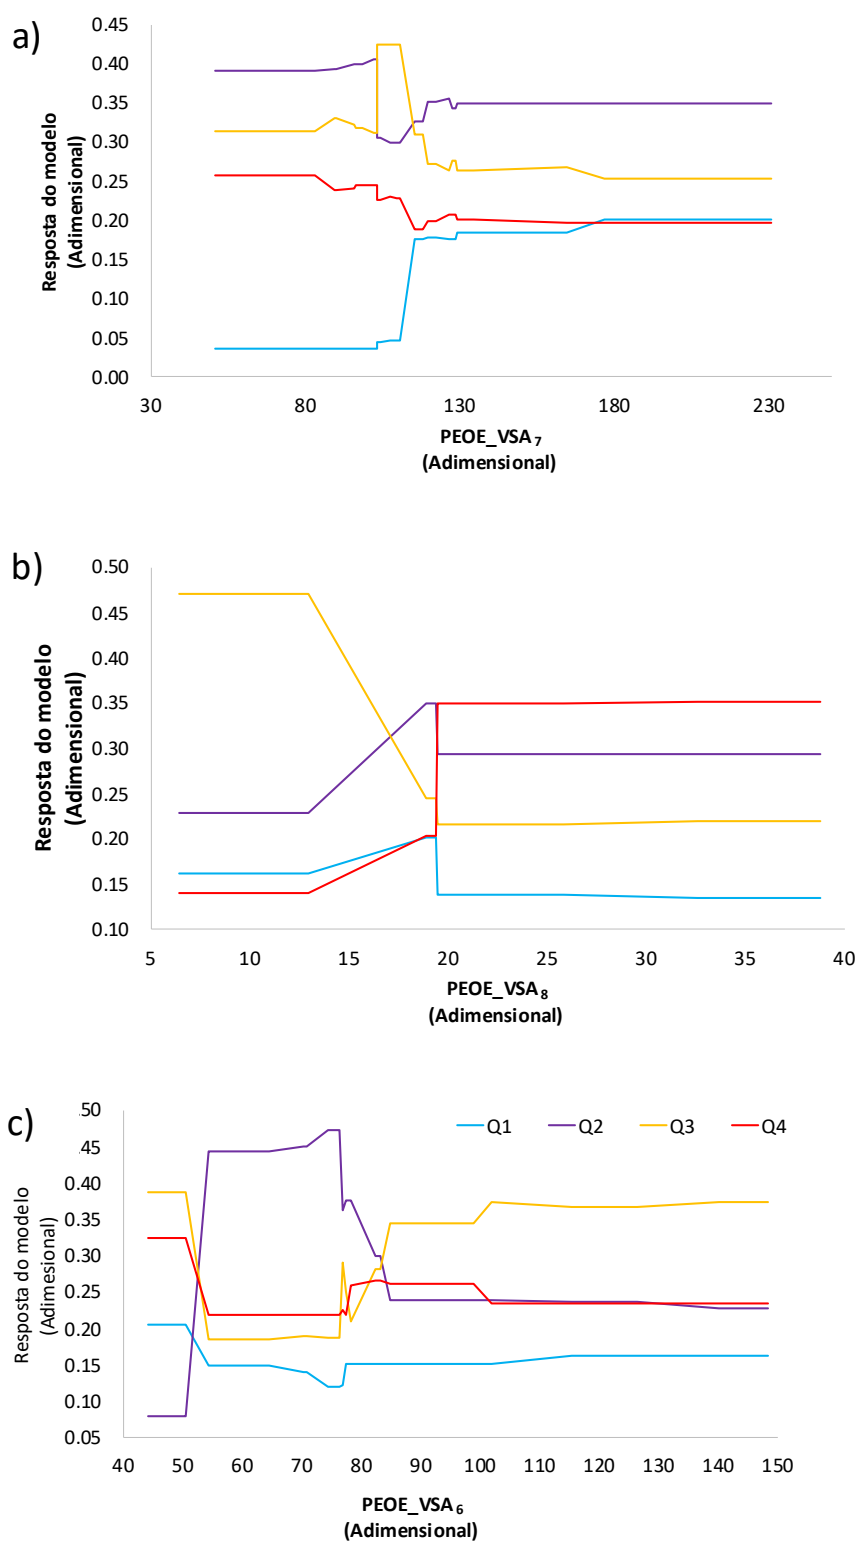 a)
0.45
0.40
0.35
0.30
0.25
0.20
0.15
0.10
0.05
0.00
Resposta do modelo
(Adimensional)
30 80 130 180 230
PEOE_VSA7
(Adimensional)
b)
0.50
0.45
0.40
0.35
0.30
0.25
0.20
0.15
0.10
Resposta do modelo
(Adimensional)
5 10 15 20 25 30 35 40
PEOE_VSA8
(Adimensional)
c)
.50
0.45
0.40
0.35
0.30
0.25
0.20
0.15
0.10
0.05
Resposta do modelo
(Adimesional)
Q1 Q2 Q3 Q4
40 50 60 70 80 90 100 110 120 130 140 150
PEOE_VSA6
(Adimensional)